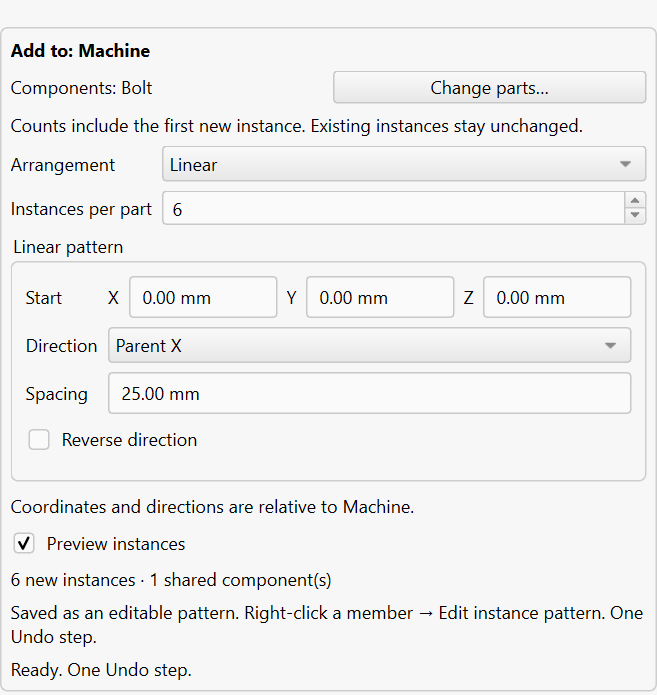 Add to: Machine
Components: Bolt Change parts...
Counts include the first new instance. Existing instances stay unchanged.
Arrangement Linear
Instances per part 6
Linear pattern
Start X 0.00 mm Y 0.00 mm Z 0.00 mm
Direction Parent X
Spacing 25.00 mm
Reverse direction
Coordinates and directions are relative to Machine.
Preview instances
6 new instances · 1 shared component(s)
Saved as an editable pattern. Right-click a member → Edit instance pattern. One
Undo step.
Ready. One Undo step.